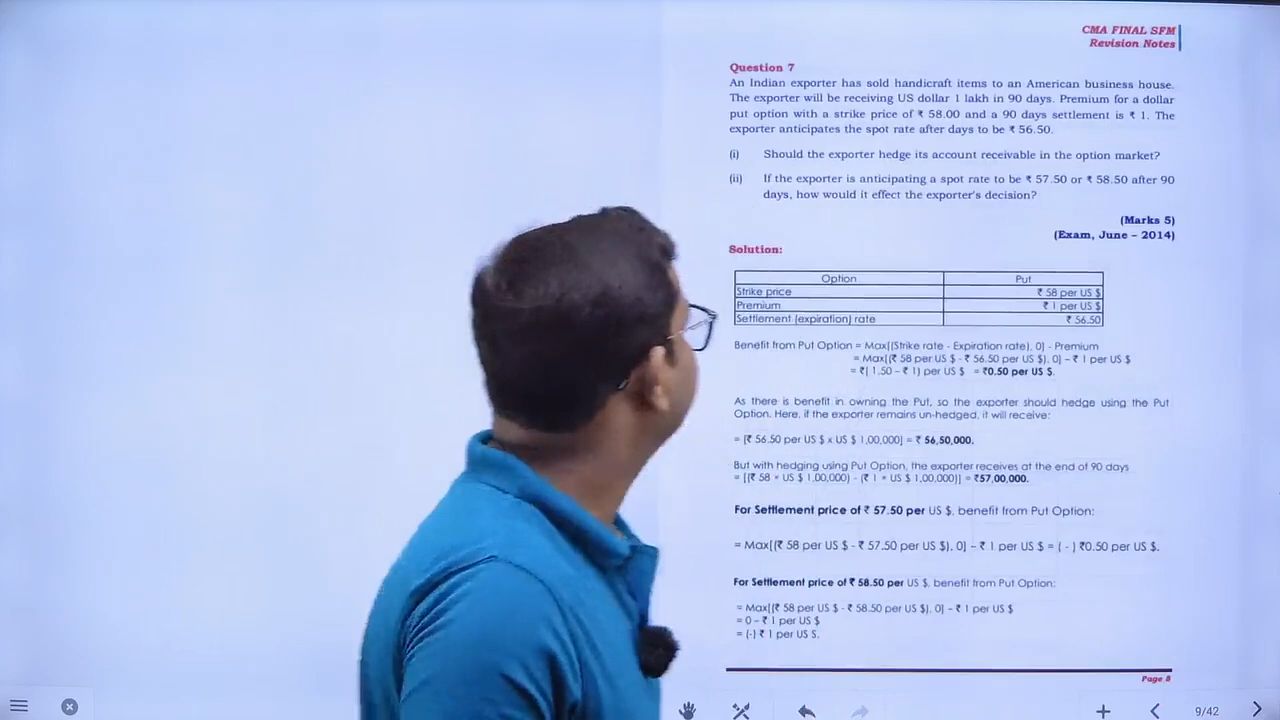 CMA FINAL SFM
Revision Notes
Question 7
An Indian exporter has sold handicraft items to an American business house.
The exporter will be receiving US dollar 1 lakh in 90 days. Premium for a dollar
put option with a strike price of ₹ 58.00 and a 90 days settlement is ₹ 1. The
exporter anticipates the spot rate after days to be ₹ 56.50.
(i) Should the exporter hedge its account receivable in the option market?
(ii) If the exporter is anticipating a spot rate to be ₹ 57.50 or ₹ 58.50 after 90
days, how would it effect the exporter's decision?
(Marks 5)
(Exam, June – 2014)
Solution:
Option Put
Strike price ₹ 58 per US $
Premium ₹ 1 per US $
Settlement (expiration) rate ₹ 56.50
Benefit from Put Option = Max[(Strike rate - Expiration rate), 0] - Premium
= Max[(₹ 58 per US $ - ₹ 56.50 per US $), 0] – ₹ 1 per US $
= ₹( 1.50 – ₹ 1) per US $ = ₹0.50 per US $.
As there is benefit in owning the Put, so the exporter should hedge using the Put
Option. Here, if the exporter remains un-hedged, it will receive:
= [₹ 56.50 per US $ x US $ 1,00,000] = ₹ 56,50,000.
But with hedging using Put Option, the exporter receives at the end of 90 days
= [(₹ 58 × US $ 1,00,000) - (₹ 1 × US $ 1,00,000)] = ₹57,00,000.
For Settlement price of ₹ 57.50 per US $, benefit from Put Option:
= Max[(₹ 58 per US $ - ₹ 57.50 per US $), 0] – ₹ 1 per US $ = ( - ) ₹0.50 per US $.
For Settlement price of ₹ 58.50 per US $, benefit from Put Option:
= Max[(₹ 58 per US $ - ₹ 58.50 per US $), 0] – ₹ 1 per US $
= 0 – ₹ 1 per US $
= (-) ₹ 1 per US $.
Page 8
9/42